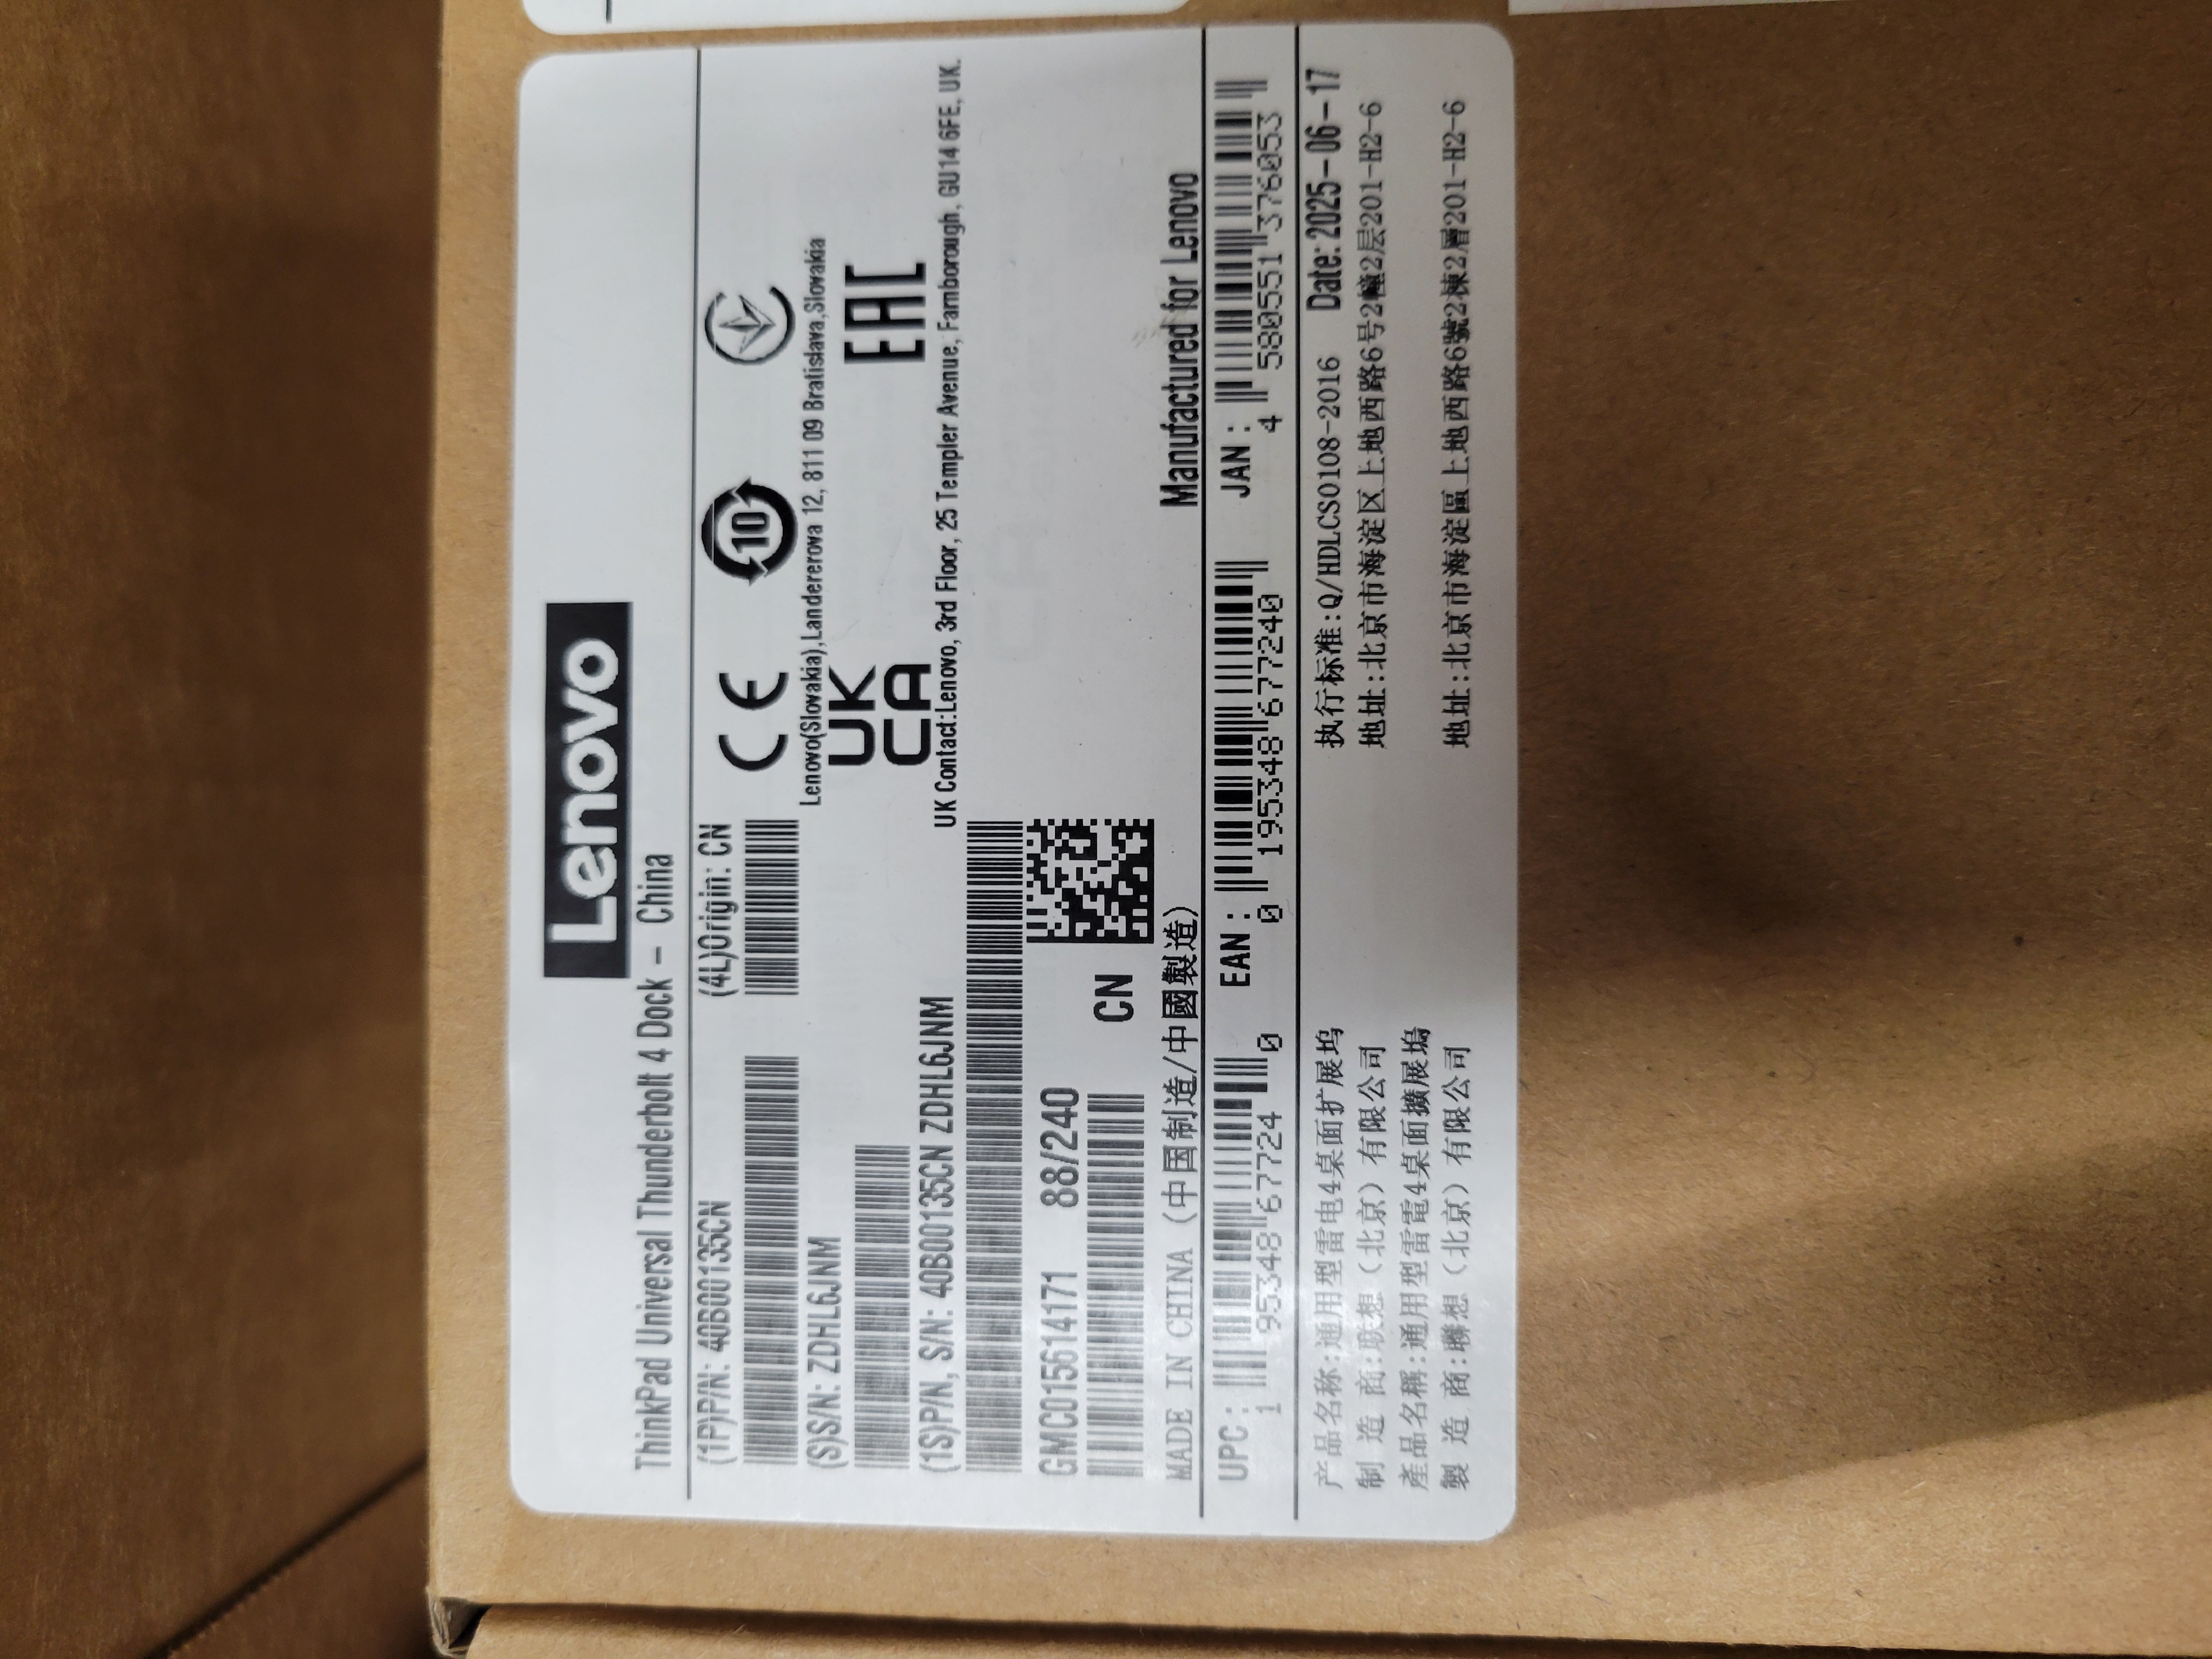 Lenovo
ThinkPad Universal Thunderbolt 4 Dock - China
(1P)P/N: 40B00135CN
(4L)Origin: CN
CE
10
Lenovo(Slovakia),Landererova 12, 811 09 Bratislava,Slovakia
(S)S/N: ZDHL6JNM
UK
CA
EAC
UK Contact:Lenovo, 3rd Floor, 25 Templer Avenue, Farnborough, GU14 6FE, UK.
(1S)P/N, S/N: 40B00135CN ZDHL6JNM
GMC015614171 88/240
CN
MADE IN CHINA (中国制造/中國製造)
Manufactured for Lenovo
UPC: 1 95348 67724 0
EAN: 0 195348 677240
JAN: 4 580551 376053
产品名称:通用型雷电4桌面扩展坞
执行标准:Q/HDLCS0108-2016 Date: 2025-06-17
制 造 商:联想(北京)有限公司
地址:北京市海淀区上地西路6号2幢2层201-H2-6
產品名稱:通用型雷電4桌面擴展塢
製 造 商:聯想(北京)有限公司
地址:北京市海淀區上地西路6號2棟2層201-H2-6